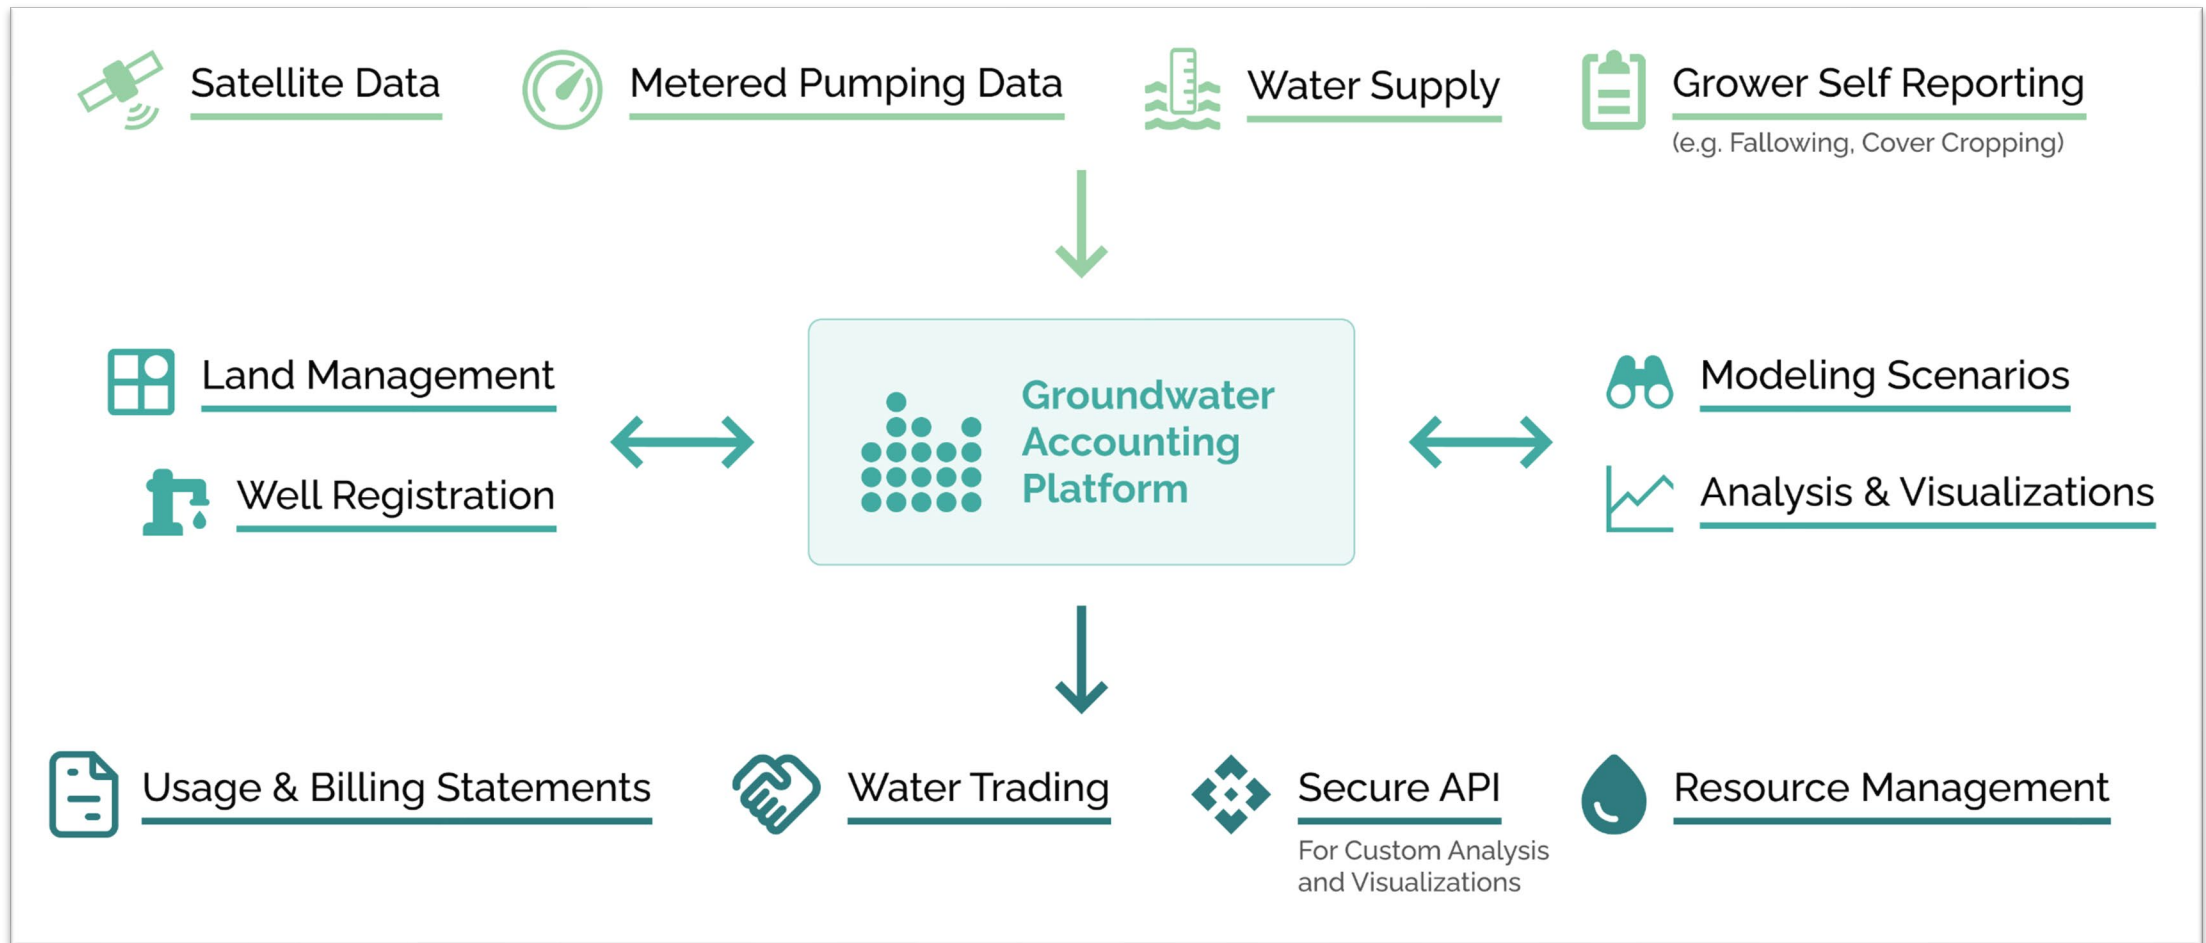 Satellite Data
Metered Pumping Data
Water Supply
Grower Self Reporting
(e.g. Fallowing, Cover Cropping)
Land Management
Well Registration
Groundwater
Accounting
Platform
Modeling Scenarios
Analysis & Visualizations
Usage & Billing Statements
Water Trading
Secure API
For Custom Analysis
and Visualizations
Resource Management